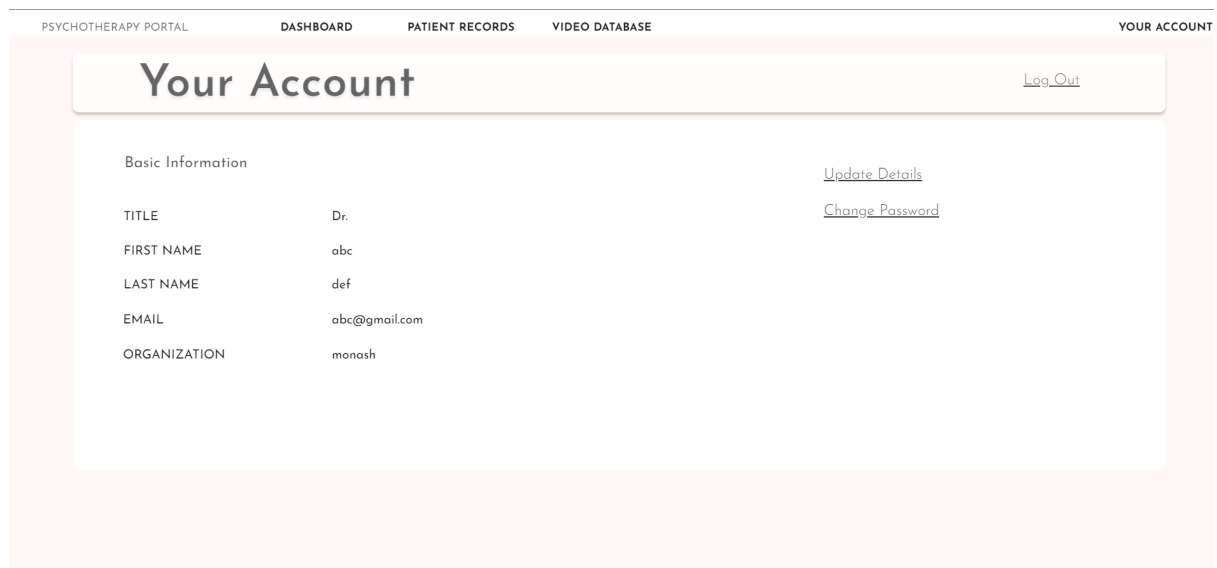 PSYCHOTHERAPY PORTAL DASHBOARD PATIENT RECORDS VIDEO DATABASE YOUR ACCOUNT
Your Account Log Out
Basic Information
Update Details
Change Password
TITLE Dr.
FIRST NAME abc
LAST NAME def
EMAIL abc@gmail.com
ORGANIZATION monash